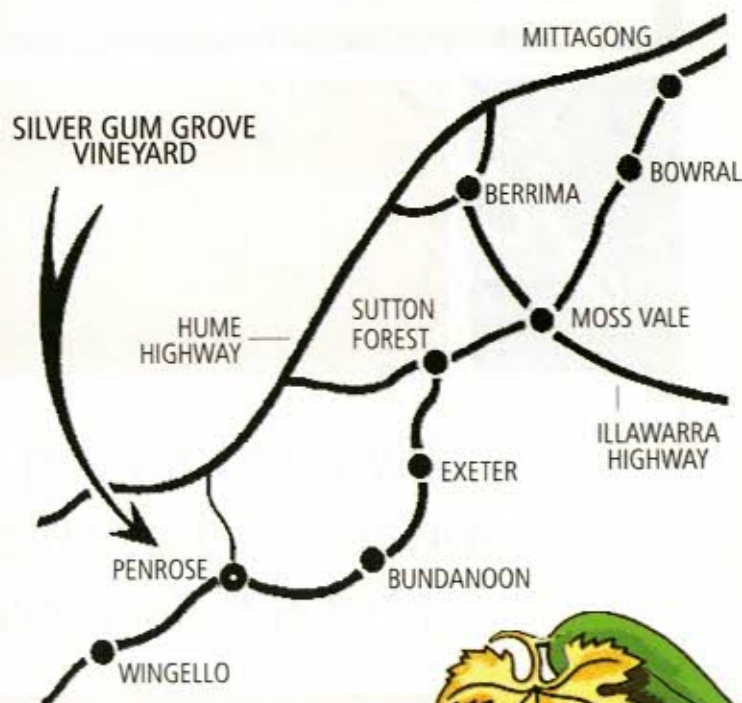 MITTAGONG
SILVER GUM GROVE
VINEYARD
BOWRAL
BERRIMA
SUTTON
FOREST
MOSS VALE
HUME
HIGHWAY
ILLAWARRA
HIGHWAY
EXETER
PENROSE
BUNDANOON
WINGELLO